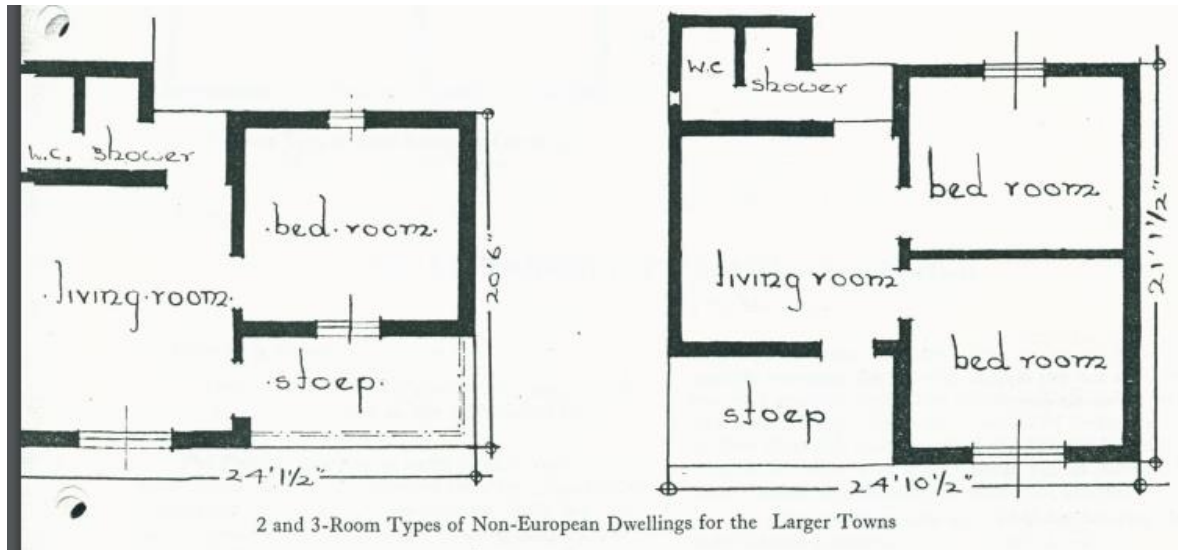 w.c. shower
·bed·room·
·living·room·
·stoep·
20'6"
24'1½"
w.c
shower
bed room
living room
bed room
stoep
21'1½"
24'10½"
2 and 3-Room Types of Non-European Dwellings for the Larger Towns